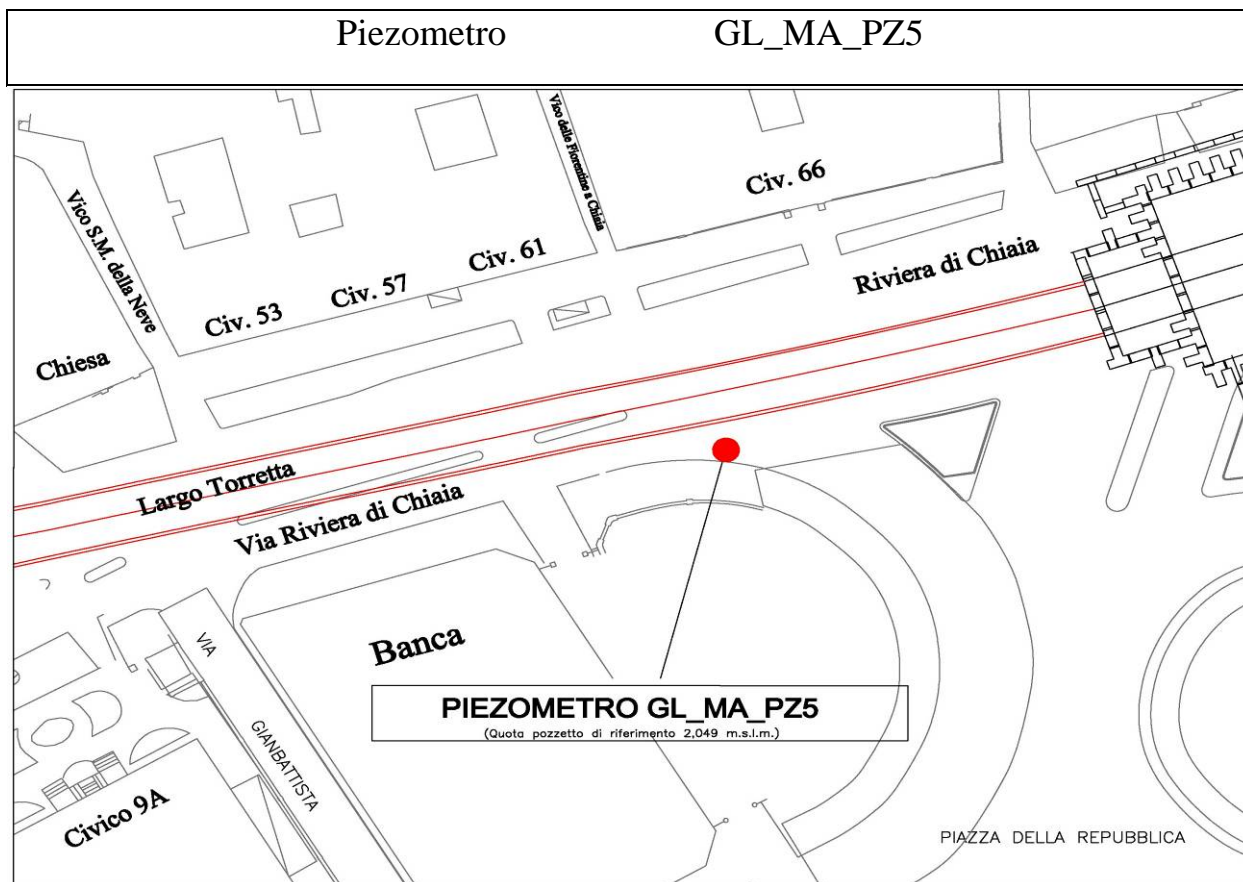 Piezometro GL_MA_PZ5
Vico delle Fiorentine a Chiaia
Civ. 66
Vico S.M. della Neve
Civ. 61
Riviera di Chiaia
Civ. 57
Civ. 53
Chiesa
Largo Torretta
Via Riviera di Chiaia
Banca
VIA
GIANBATTISTA
PIEZOMETRO GL_MA_PZ5
(Quota pozzetto di riferimento 2,049 m.s.l.m.)
Civico 9A
PIAZZA DELLA REPUBBLICA